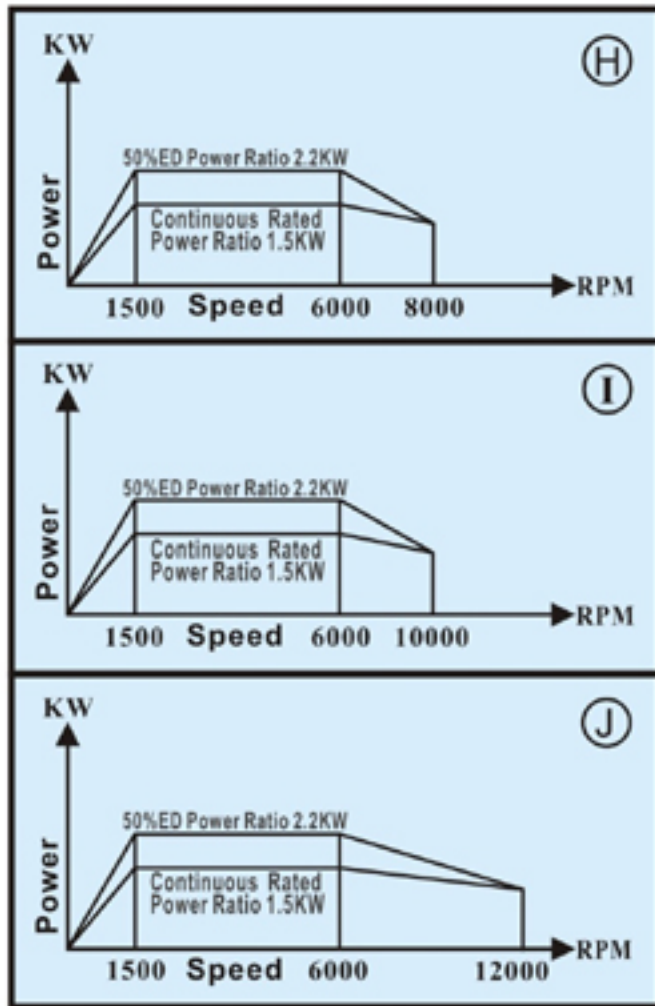 KW
H
50%ED Power Ratio 2.2KW
Continuous Rated
Power Ratio 1.5KW
Power
RPM
1500 Speed 6000 8000
KW
I
50%ED Power Ratio 2.2KW
Continuous Rated
Power Ratio 1.5KW
Power
RPM
1500 Speed 6000 10000
KW
J
50%ED Power Ratio 2.2KW
Continuous Rated
Power Ratio 1.5KW
Power
RPM
1500 Speed 6000 12000